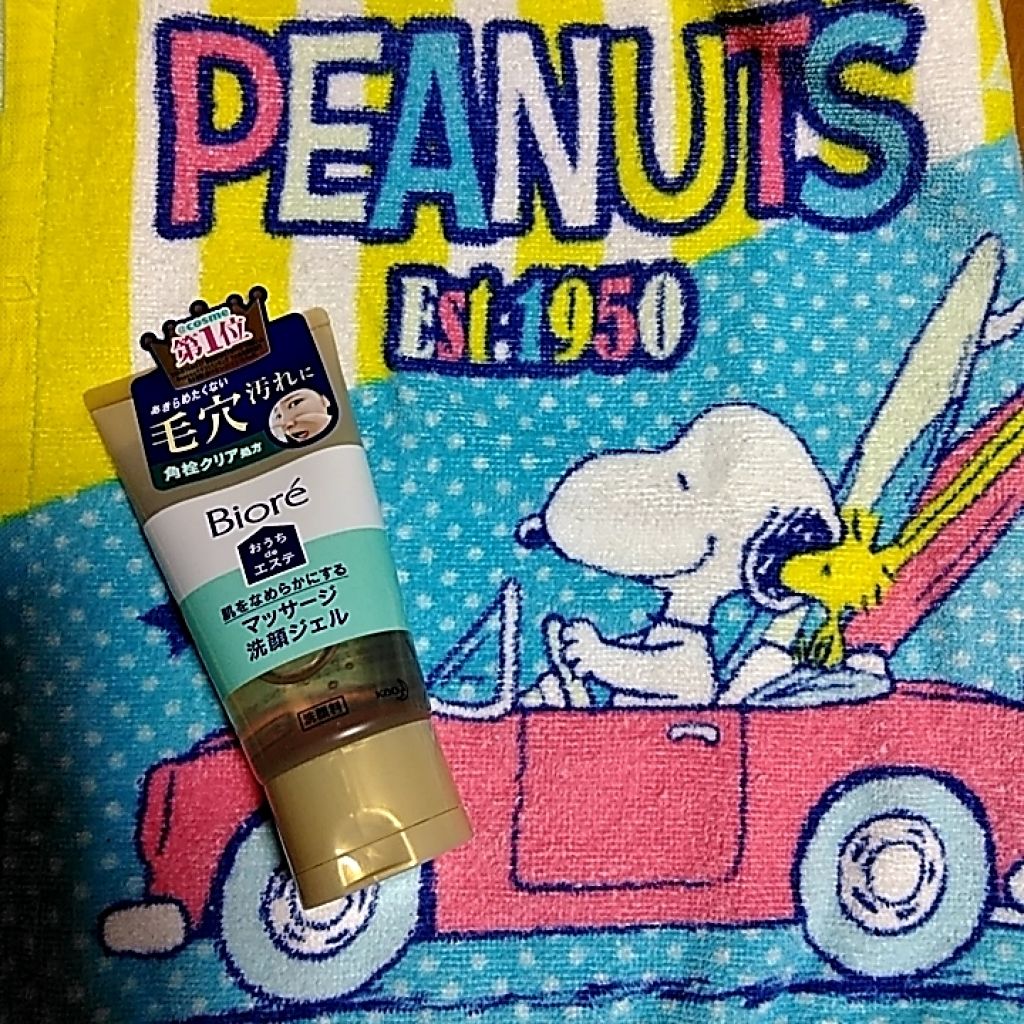 PEANUTS
Est.1950
@cosme
第1位
あきらめたくない
毛穴汚れに
角栓クリア処方
Bioré
おうち
de
エステ
肌をなめらかにする
マッサージ
洗顔ジェル
洗顔料
Kao